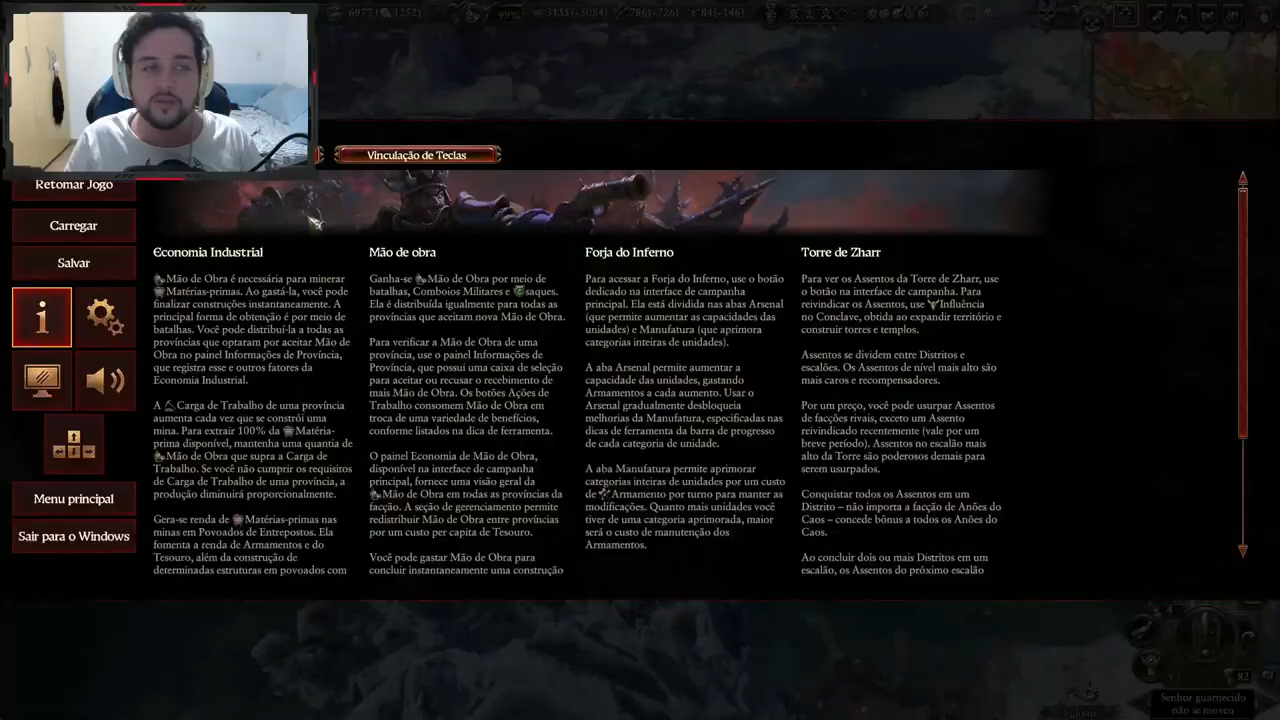 6977 (1252)
99%
3155(-5084)
786(-726)
84(-146)
Vinculação de Teclas
Retomar Jogo
Carregar
Salvar
Menu principal
Sair para o Windows
Economia Industrial
Mão de Obra é necessária para minerar
Matérias-primas. Ao gastá-la, você pode
finalizar construções instantaneamente. A
principal forma de obtenção é por meio de
batalhas. Você pode distribuí-la a todas as
províncias que optaram por aceitar Mão de
Obra no painel Informações de Província,
que registra esse e outros fatores da
Economia Industrial.
A Carga de Trabalho de uma província
aumenta cada vez que se constrói uma
mina. Para extrair 100% da Matéria-
prima disponível, mantenha uma quantia de
Mão de Obra que supra a Carga de
Trabalho. Se você não cumprir os requisitos
de Carga de Trabalho de uma província, a
produção diminuirá proporcionalmente.
Gera-se renda de Matérias-primas nas
minas em Povoados de Entrepostos. Ela
fomenta a renda de Armamentos e do
Tesouro, além da construção de
determinadas estruturas em povoados com
Mão de obra
Ganha-se Mão de Obra por meio de
batalhas, Comboios Militares e saques.
Ela é distribuída igualmente para todas as
províncias que aceitam nova Mão de Obra.
Para verificar a Mão de Obra de uma
província, use o painel Informações de
Província, que possui uma caixa de seleção
para aceitar ou recusar o recebimento de
mais Mão de Obra. Os botões Ações de
Trabalho consomem Mão de Obra em
troca de uma variedade de benefícios,
conforme listados na dica de ferramenta.
O painel Economia de Mão de Obra,
disponível na interface de campanha
principal, fornece uma visão geral da
Mão de Obra em todas as províncias da
facção. A seção de gerenciamento permite
redistribuir Mão de Obra entre províncias
por um custo per capita de Tesouro.
Você pode gastar Mão de Obra para
concluir instantaneamente uma construção
Forja do Inferno
Para acessar a Forja do Inferno, use o botão
dedicado na interface de campanha
principal. Ela está dividida nas abas Arsenal
(que permite aumentar as capacidades das
unidades) e Manufatura (que aprimora
categorias inteiras de unidades).
A aba Arsenal permite aumentar a
capacidade das unidades, gastando
Armamentos a cada aumento. Usar o
Arsenal gradualmente desbloqueia
melhorias da Manufatura, especificadas nas
dicas de ferramenta da barra de progresso
de cada categoria de unidade.
A aba Manufatura permite aprimorar
categorias inteiras de unidades por um custo
de Armamento por turno para manter as
modificações. Quanto mais unidades você
tiver de uma categoria aprimorada, maior
será o custo de manutenção dos
Armamentos.
Torre de Zharr
Para ver os Assentos da Torre de Zharr, use
o botão na interface de campanha. Para
reivindicar os Assentos, use Influência
no Conclave, obtida ao expandir território e
construir torres e templos.
Assentos se dividem entre Distritos e
escalões. Os Assentos de nível mais alto são
mais caros e recompensadores.
Por um preço, você pode usurpar Assentos
de facções rivais, exceto um Assento
reivindicado recentemente (vale por um
breve período). Assentos no escalão mais
alto da Torre são poderosos demais para
serem usurpados.
Conquistar todos os Assentos em um
Distrito – não importa a facção de Anões do
Caos – concede bônus a todos os Anões do
Caos.
Ao concluir dois ou mais Distritos em um
escalão, os Assentos do próximo escalão
82
Senhor guarnecido
não se moveu